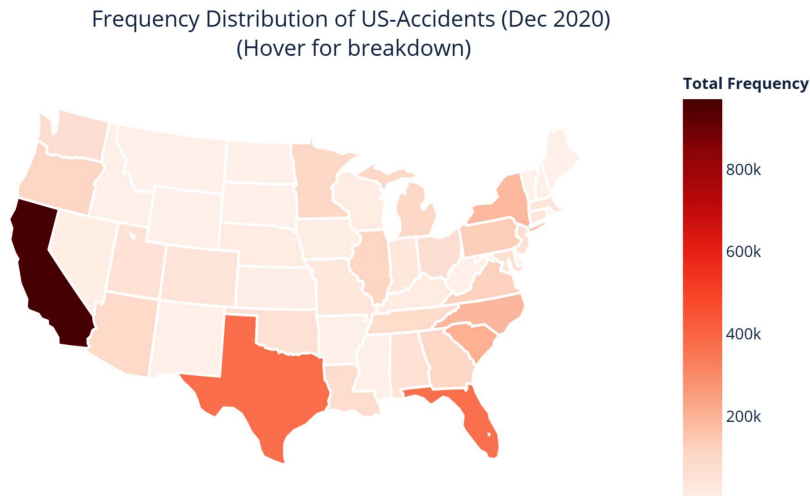 Frequency Distribution of US-Accidents (Dec 2020)
(Hover for breakdown)
Total Frequency
800k
600k
400k
200k